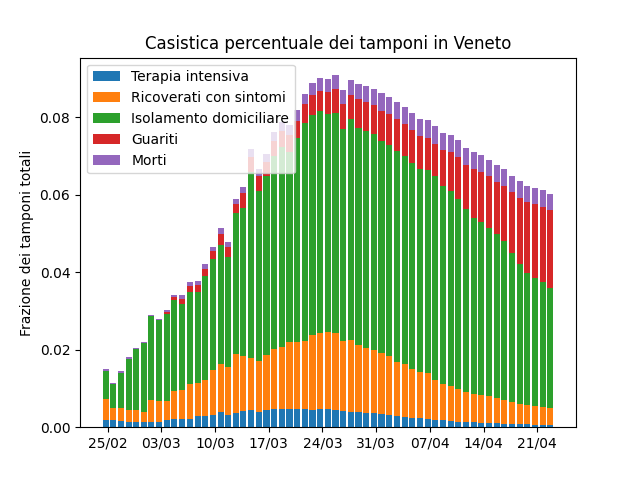 Casistica percentuale dei tamponi in Veneto
Terapia intensiva
Ricoverati con sintomi
Isolamento domiciliare
Guariti
Morti
Frazione dei tamponi totali
0.08
0.06
0.04
0.02
0.00
25/02 03/03 10/03 17/03 24/03 31/03 07/04 14/04 21/04